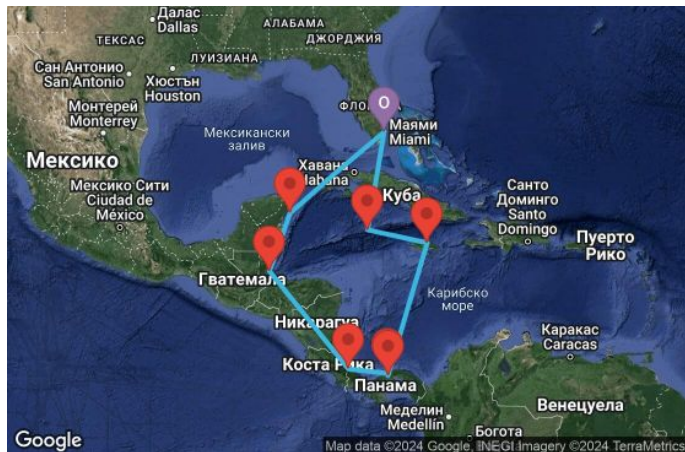 Далас
Dallas
АЛАБАМА
ТЕКСАС
ДЖОРДЖИЯ
ЛУИЗИАНА
Сан Антонио
San Antonio
Хюстън
Houston
ФЛО
O
Монтерей
Monterrey
Маями
Miami
Мексикански
залив
Мексико
Хавана
Habana
Мексико Сити
Ciudad de
México
Куба
Санто
Доминго
Santo
Domingo
Пуерто
Рико
Гватемала
Карибско
море
Никарагуа
Каракас
Caracas
Коста Рика
Панама
Меделин
Medellín
Венецуела
Богота
Google
Map data ©2024 Google, INEGI Imagery ©2024 TerraMetrics